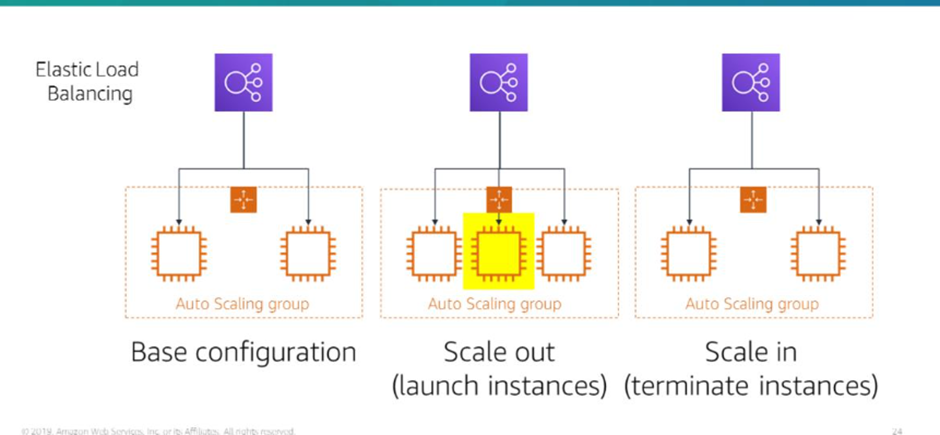 Elastic Load
Balancing
Auto Scaling group
Auto Scaling group
Auto Scaling group
Base configuration
Scale out
(launch instances)
Scale in
(terminate instances)
© 2019, Amazon Web Services, Inc. or its Affiliates. All rights reserved.
24